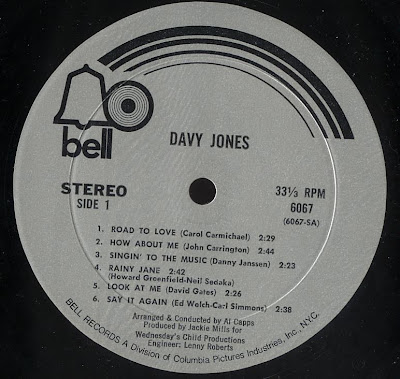 bell
DAVY JONES
STEREO
SIDE 1
33⅓ RPM
6067
(6067-SA)
1. ROAD TO LOVE (Carol Carmichael) 2:29
2. HOW ABOUT ME (John Carrington) 2:44
3. SINGIN' TO THE MUSIC (Danny Janssen) 2:23
4. RAINY JANE 2:42
(Howard Greenfield-Neil Sedaka)
5. LOOK AT ME (David Gates) 2:26
6. SAY IT AGAIN (Ed Welch-Carl Simmons) 2:38
Arranged & Conducted by Al Capps
Produced by Jackie Mills for
Wednesday's Child Productions
Engineer: Lenny Roberts
BELL RECORDS A Division of Columbia Pictures Industries, Inc., N.Y.C.